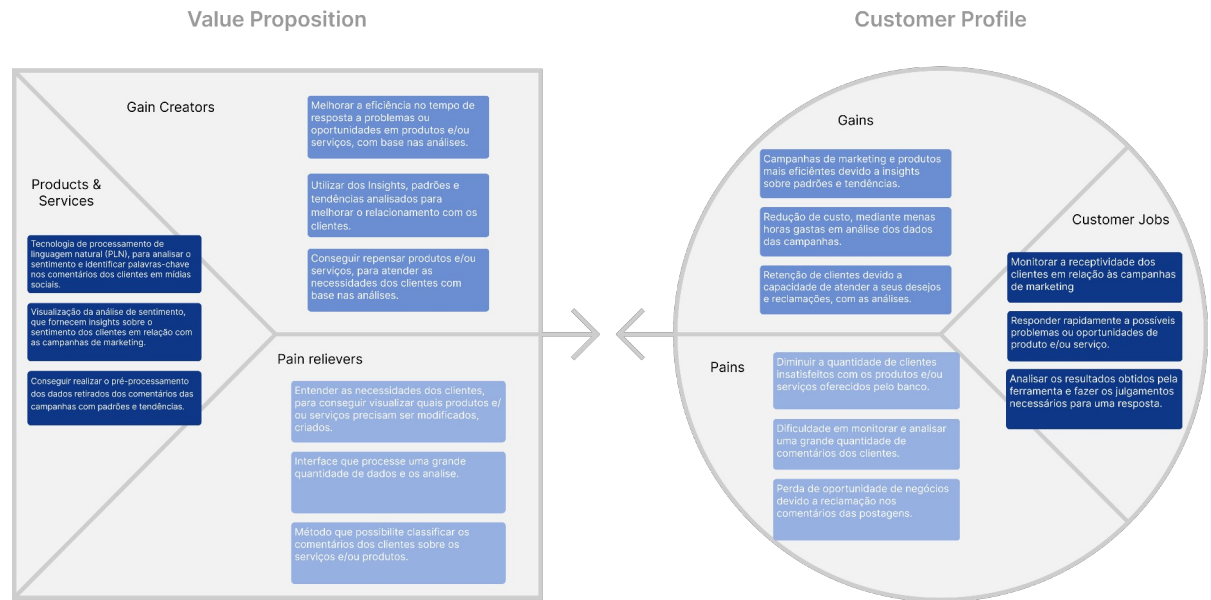 Value Proposition
Customer Profile
Gain Creators
Melhorar a eficiência no tempo de
resposta a problemas ou
oportunidades em produtos e/ou
serviços, com base nas análises.
Utilizar dos Insights, padrões e
tendências analisados para
melhorar o relacionamento com os
clientes.
Conseguir repensar produtos e/ou
serviços, para atender as
necessidades dos clientes com
base nas análises.
Products &
Services
Tecnologia de processamento de
linguagem natural (PLN), para analisar o
sentimento e identificar palavras-chave
nos comentários dos clientes em mídias
sociais.
Visualização da análise de sentimento,
que fornecem insights sobre o
sentimento dos clientes em relação com
as campanhas de marketing.
Conseguir realizar o pré-processamento
dos dados retirados dos comentários das
campanhas com padrões e tendências.
Pain relievers
Entender as necessidades dos clientes,
para conseguir visualizar quais produtos e/
ou serviços precisam ser modificados,
criados.
Interface que processe uma grande
quantidade de dados e os analise.
Método que possibilite classificar os
comentários dos clientes sobre os
serviços e/ou produtos.
Gains
Campanhas de marketing e produtos
mais eficiêntes devido a insights
sobre padrões e tendências.
Redução de custo, mediante menas
horas gastas em análise dos dados
das campanhas.
Retenção de clientes devido a
capacidade de atender a seus desejos
e reclamações, com as análises.
Customer Jobs
Monitorar a receptividade dos
clientes em relação às campanhas
de marketing
Responder rapidamente a possíveis
problemas ou oportunidades de
produto e/ou serviço.
Analisar os resultados obtidos pela
ferramenta e fazer os julgamentos
necessários para uma resposta.
Pains
Diminuir a quantidade de clientes
insatisfeitos com os produtos e/ou
serviços oferecidos pelo banco.
Dificuldade em monitorar e analisar
uma grande quantidade de
comentários dos clientes.
Perda de oportunidade de negócios
devido a reclamação nos
comentários das postagens.